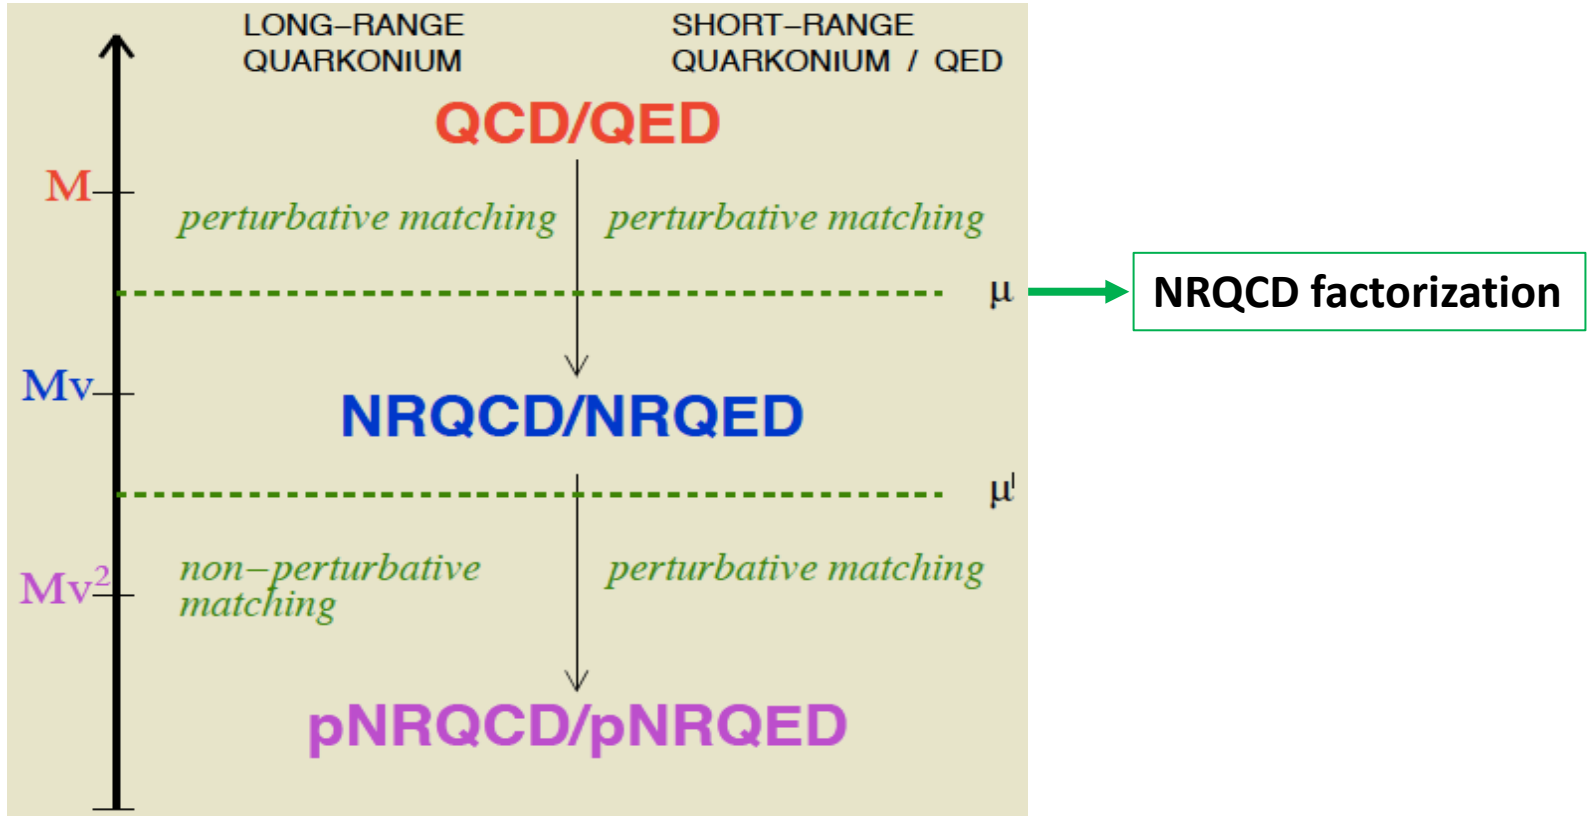 LONG–RANGE
QUARKONIUM
SHORT–RANGE
QUARKONIUM / QED
QCD/QED
M
perturbative matching
perturbative matching
μ
NRQCD factorization
Mv
NRQCD/NRQED
μ'
non–perturbative
matching
perturbative matching
Mv²
pNRQCD/pNRQED